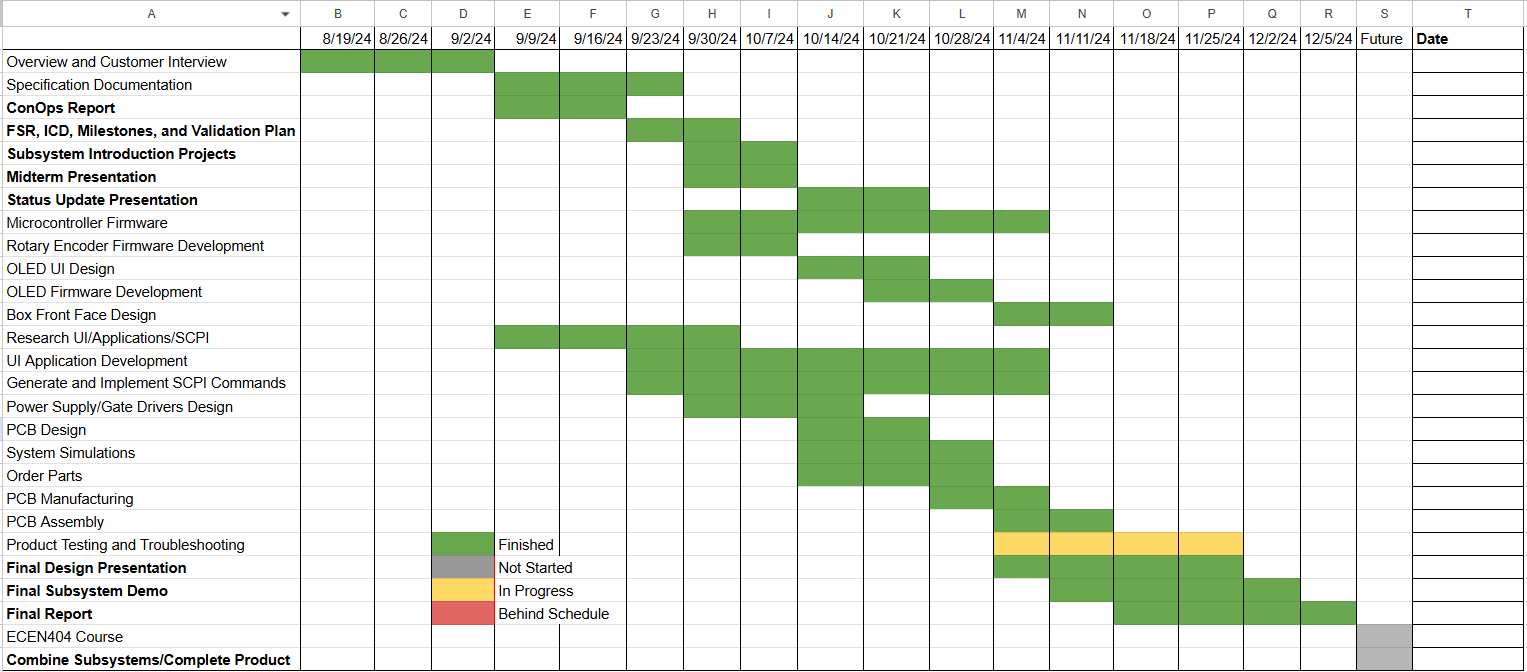 A B C D E F G H I J K L M N O P Q R S T
8/19/24 8/26/24 9/2/24 9/9/24 9/16/24 9/23/24 9/30/24 10/7/24 10/14/24 10/21/24 10/28/24 11/4/24 11/11/24 11/18/24 11/25/24 12/2/24 12/5/24 Future Date
Overview and Customer Interview
Specification Documentation
ConOps Report
FSR, ICD, Milestones, and Validation Plan
Subsystem Introduction Projects
Midterm Presentation
Status Update Presentation
Microcontroller Firmware
Rotary Encoder Firmware Development
OLED UI Design
OLED Firmware Development
Box Front Face Design
Research UI/Applications/SCPI
UI Application Development
Generate and Implement SCPI Commands
Power Supply/Gate Drivers Design
PCB Design
System Simulations
Order Parts
PCB Manufacturing
PCB Assembly
Product Testing and Troubleshooting Finished
Final Design Presentation Not Started
Final Subsystem Demo In Progress
Final Report Behind Schedule
ECEN404 Course
Combine Subsystems/Complete Product